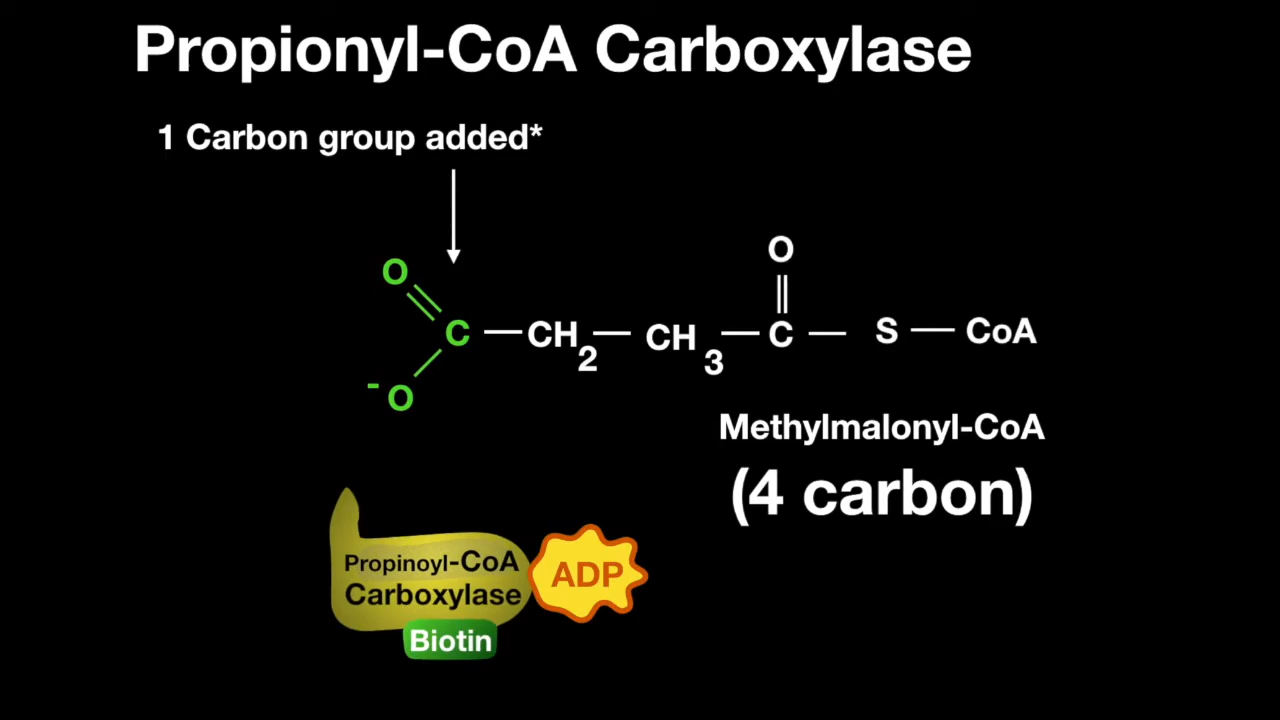 Propionyl-CoA Carboxylase
1 Carbon group added*
O
O
C — CH2 — CH3 — C — S — CoA
- O
Methylmalonyl-CoA
(4 carbon)
Propinoyl-CoA
Carboxylase
ADP
Biotin